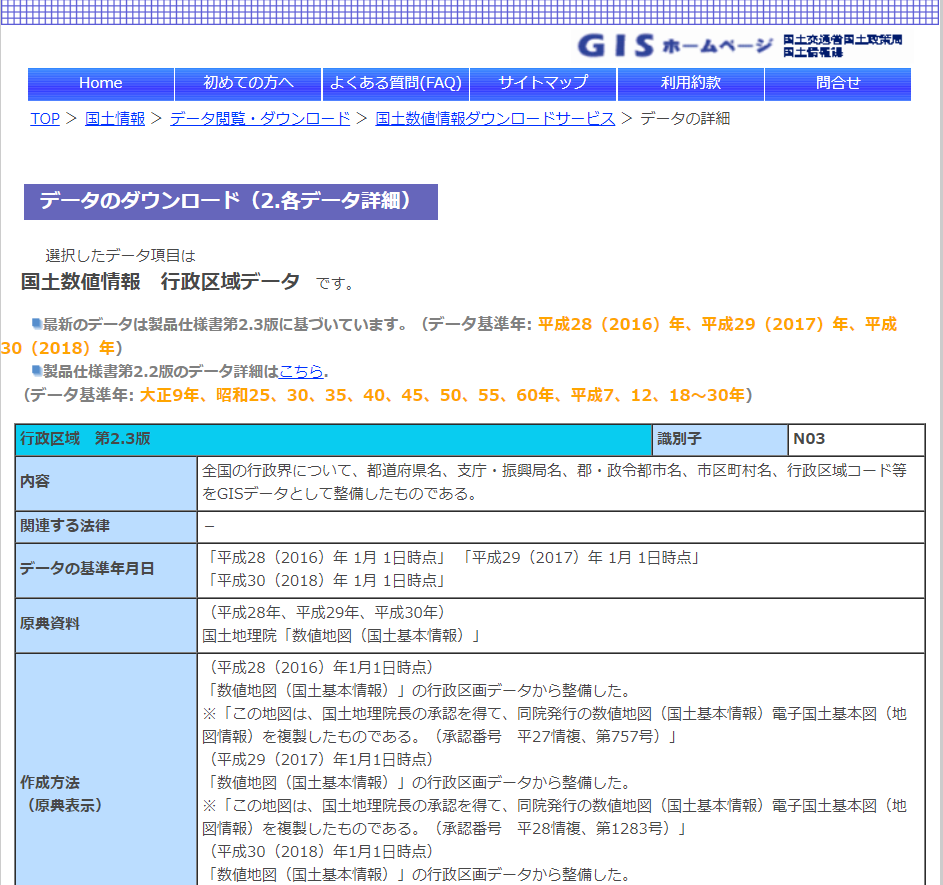 GIS ホームページ 国土交通省国土政策局
国土情報課
Home 初めての方へ よくある質問(FAQ) サイトマップ 利用約款 問合せ
TOP > 国土情報 > データ閲覧・ダウンロード > 国土数値情報ダウンロードサービス > データの詳細
データのダウンロード（2.各データ詳細）
選択したデータ項目は
国土数値情報　行政区域データ　です。
最新のデータは製品仕様書第2.3版に基づいています。（データ基準年: 平成28（2016）年、平成29（2017）年、平成
30（2018）年）
製品仕様書第2.2版のデータ詳細はこちら.
（データ基準年: 大正9年、昭和25、30、35、40、45、50、55、60年、平成7、12、18～30年）
行政区域　第2.3版 識別子 N03
内容 全国の行政界について、都道府県名、支庁・振興局名、郡・政令都市名、市区町村名、行政区域コード等
をGISデータとして整備したものである。
関連する法律 －
データの基準年月日 「平成28（2016）年 1月 1日時点」 「平成29（2017）年 1月 1日時点」
「平成30（2018）年 1月 1日時点」
原典資料 （平成28年、平成29年、平成30年）
国土地理院「数値地図（国土基本情報）」
作成方法
（原典表示）
（平成28（2016）年1月1日時点）
「数値地図（国土基本情報）」の行政区画データから整備した。
※「この地図は、国土地理院長の承認を得て、同院発行の数値地図（国土基本情報）電子国土基本図（地
図情報）を複製したものである。（承認番号　平27情複、第757号）」
（平成29（2017）年1月1日時点）
「数値地図（国土基本情報）」の行政区画データから整備した。
※「この地図は、国土地理院長の承認を得て、同院発行の数値地図（国土基本情報）電子国土基本図（地
図情報）を複製したものである。（承認番号　平28情複、第1283号）」
（平成30（2018）年1月1日時点）
「数値地図（国土基本情報）」の行政区画データから整備した。